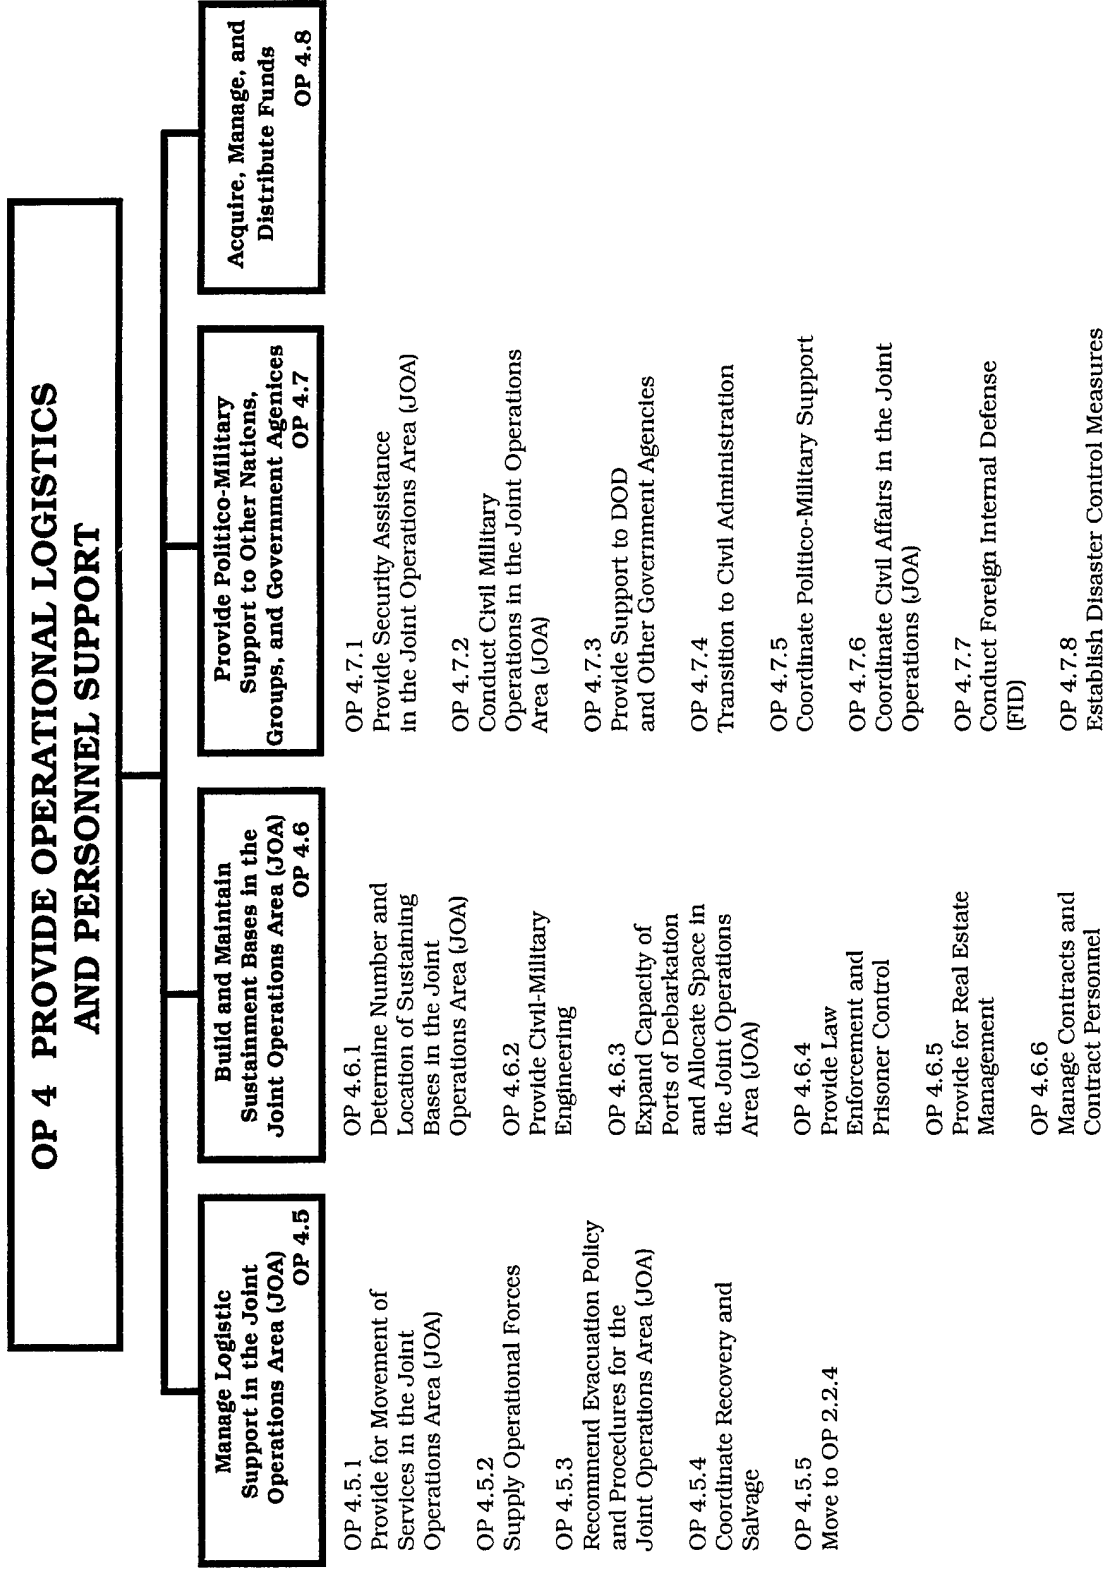 OP 4 PROVIDE OPERATIONAL LOGISTICS
AND PERSONNEL SUPPORT
Manage Logistic
Support in the Joint
Operations Area (JOA)
OP 4.5
OP 4.5.1
Provide for Movement of
Services in the Joint
Operations Area (JOA)
OP 4.5.2
Supply Operational Forces
OP 4.5.3
Recommend Evacuation Policy
and Procedures for the
Joint Operations Area (JOA)
OP 4.5.4
Coordinate Recovery and
Salvage
OP 4.5.5
Move to OP 2.2.4
Build and Maintain
Sustainment Bases in the
Joint Operations Area (JOA)
OP 4.6
OP 4.6.1
Determine Number and
Location of Sustaining
Bases in the Joint
Operations Area (JOA)
OP 4.6.2
Provide Civil-Military
Engineering
OP 4.6.3
Expand Capacity of
Ports of Debarkation
and Allocate Space in
the Joint Operations
Area (JOA)
OP 4.6.4
Provide Law
Enforcement and
Prisoner Control
OP 4.6.5
Provide for Real Estate
Management
OP 4.6.6
Manage Contracts and
Contract Personnel
Provide Politico-Military
Support to Other Nations,
Groups, and Government Agenices
OP 4.7
OP 4.7.1
Provide Security Assistance
in the Joint Operations Area (JOA)
OP 4.7.2
Conduct Civil Military
Operations in the Joint Operations
Area (JOA)
OP 4.7.3
Provide Support to DOD
and Other Government Agencies
OP 4.7.4
Transition to Civil Administration
OP 4.7.5
Coordinate Politico-Military Support
OP 4.7.6
Coordinate Civil Affairs in the Joint
Operations (JOA)
OP 4.7.7
Conduct Foreign Internal Defense
(FID)
OP 4.7.8
Establish Disaster Control Measures
Acquire, Manage, and
Distribute Funds
OP 4.8